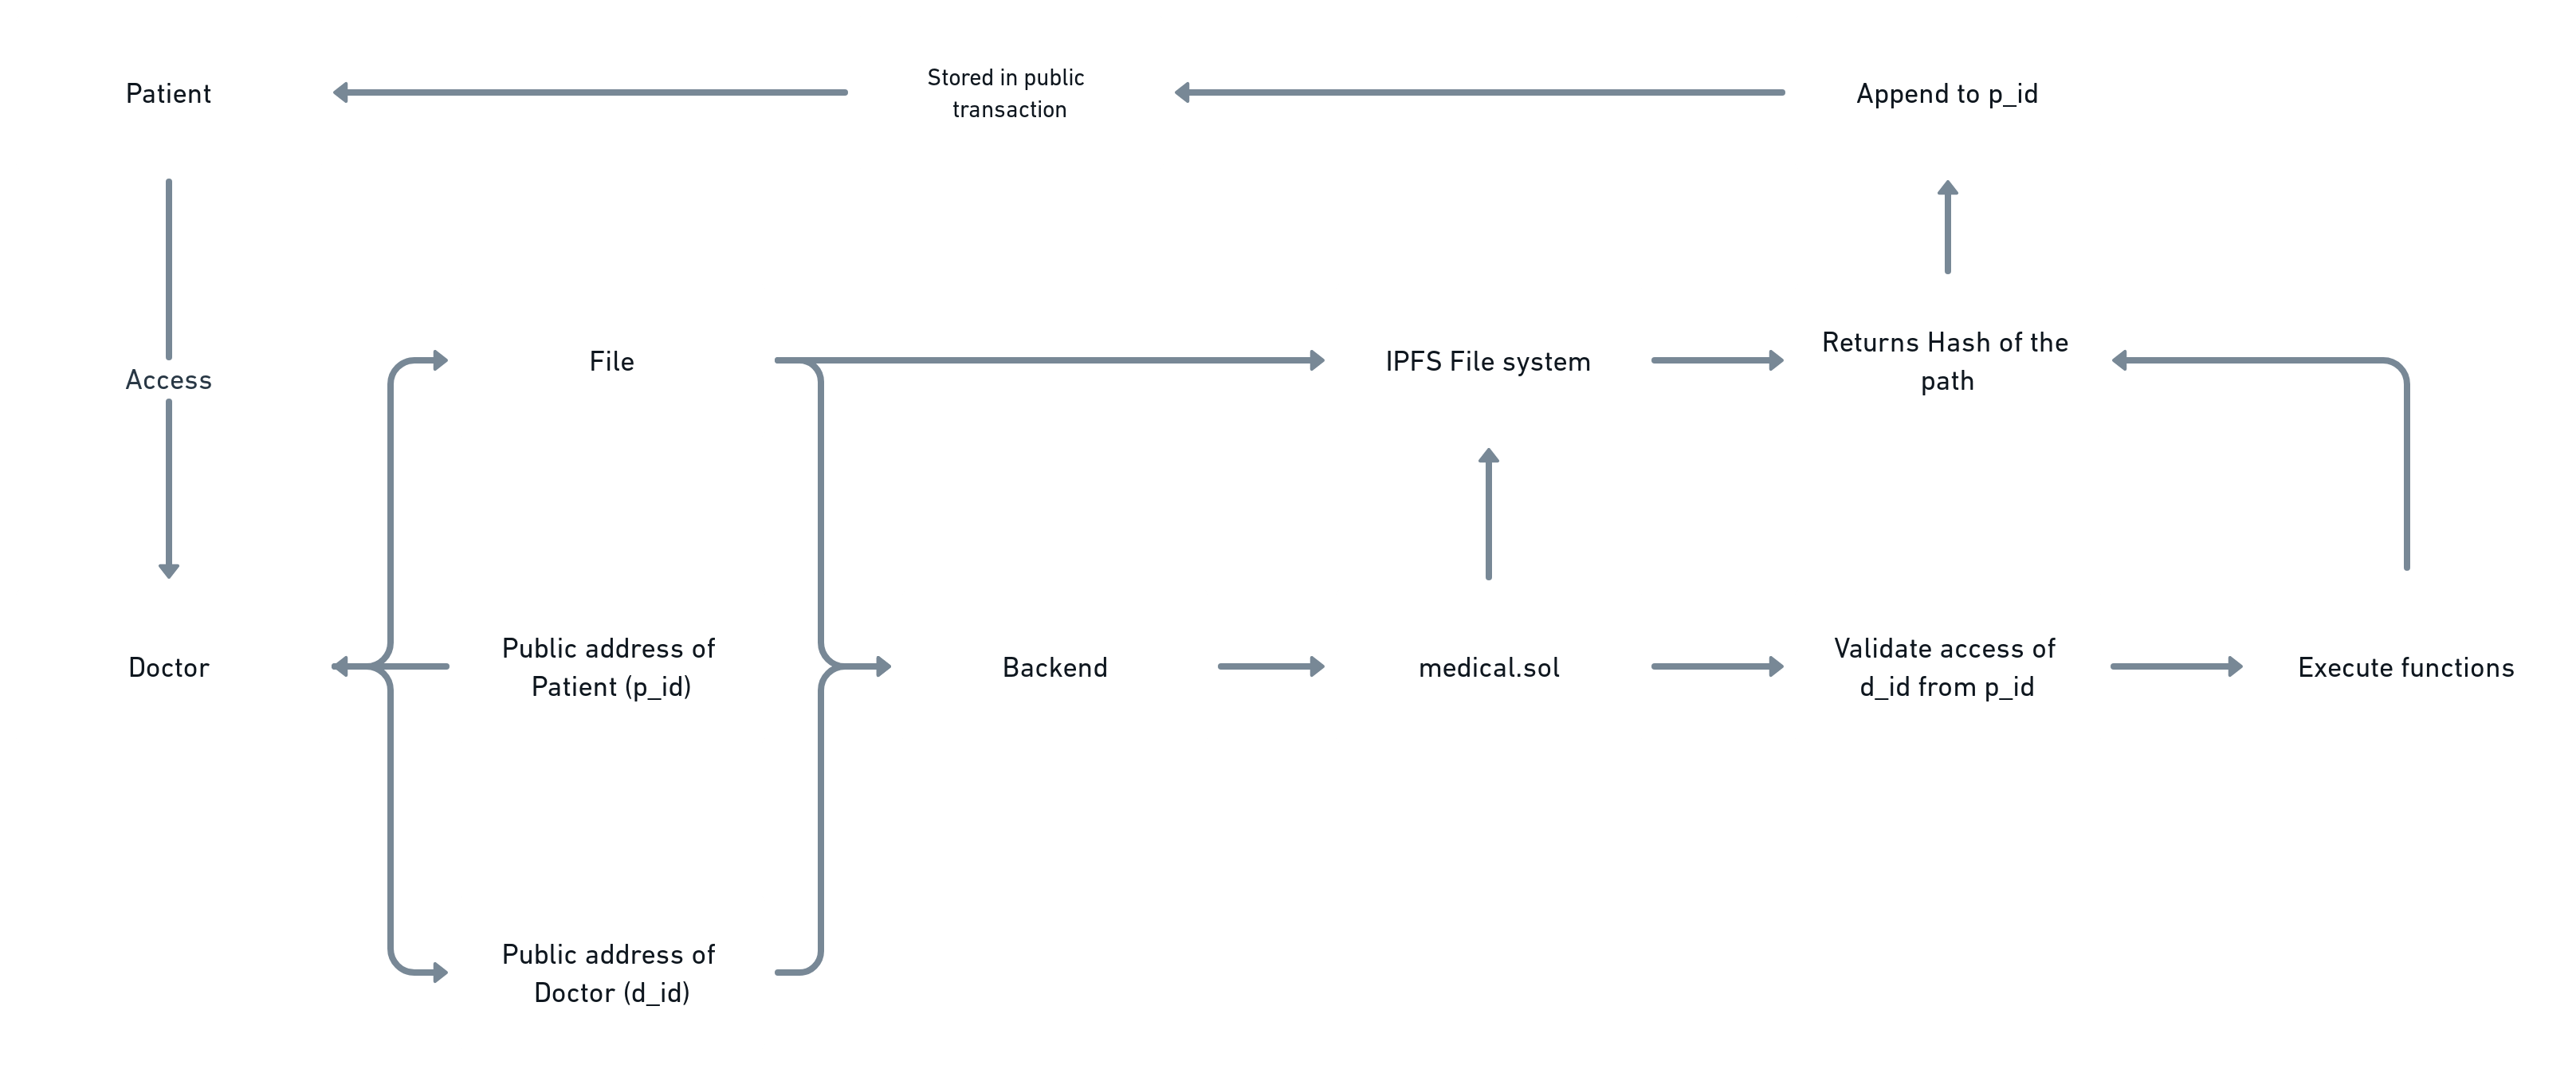 Patient
Stored in public
transaction
Append to p_id
Access
File
IPFS File system
Returns Hash of the
path
Doctor
Public address of
Patient (p_id)
Backend
medical.sol
Validate access of
d_id from p_id
Execute functions
Public address of
Doctor (d_id)